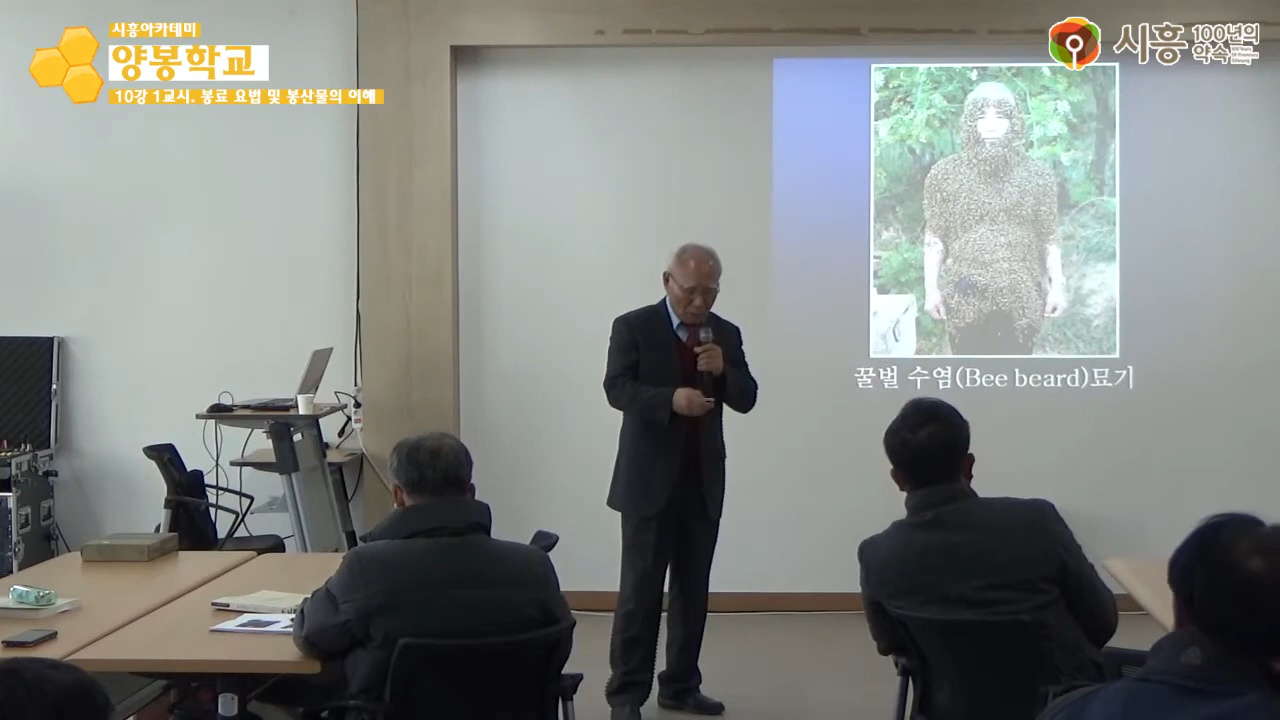 시흥아카데미
양봉학교
10강 1교시. 봉료 요법 및 봉산물의 이해
시흥 100년의
약속
꿀벌 수염(Bee beard)묘기